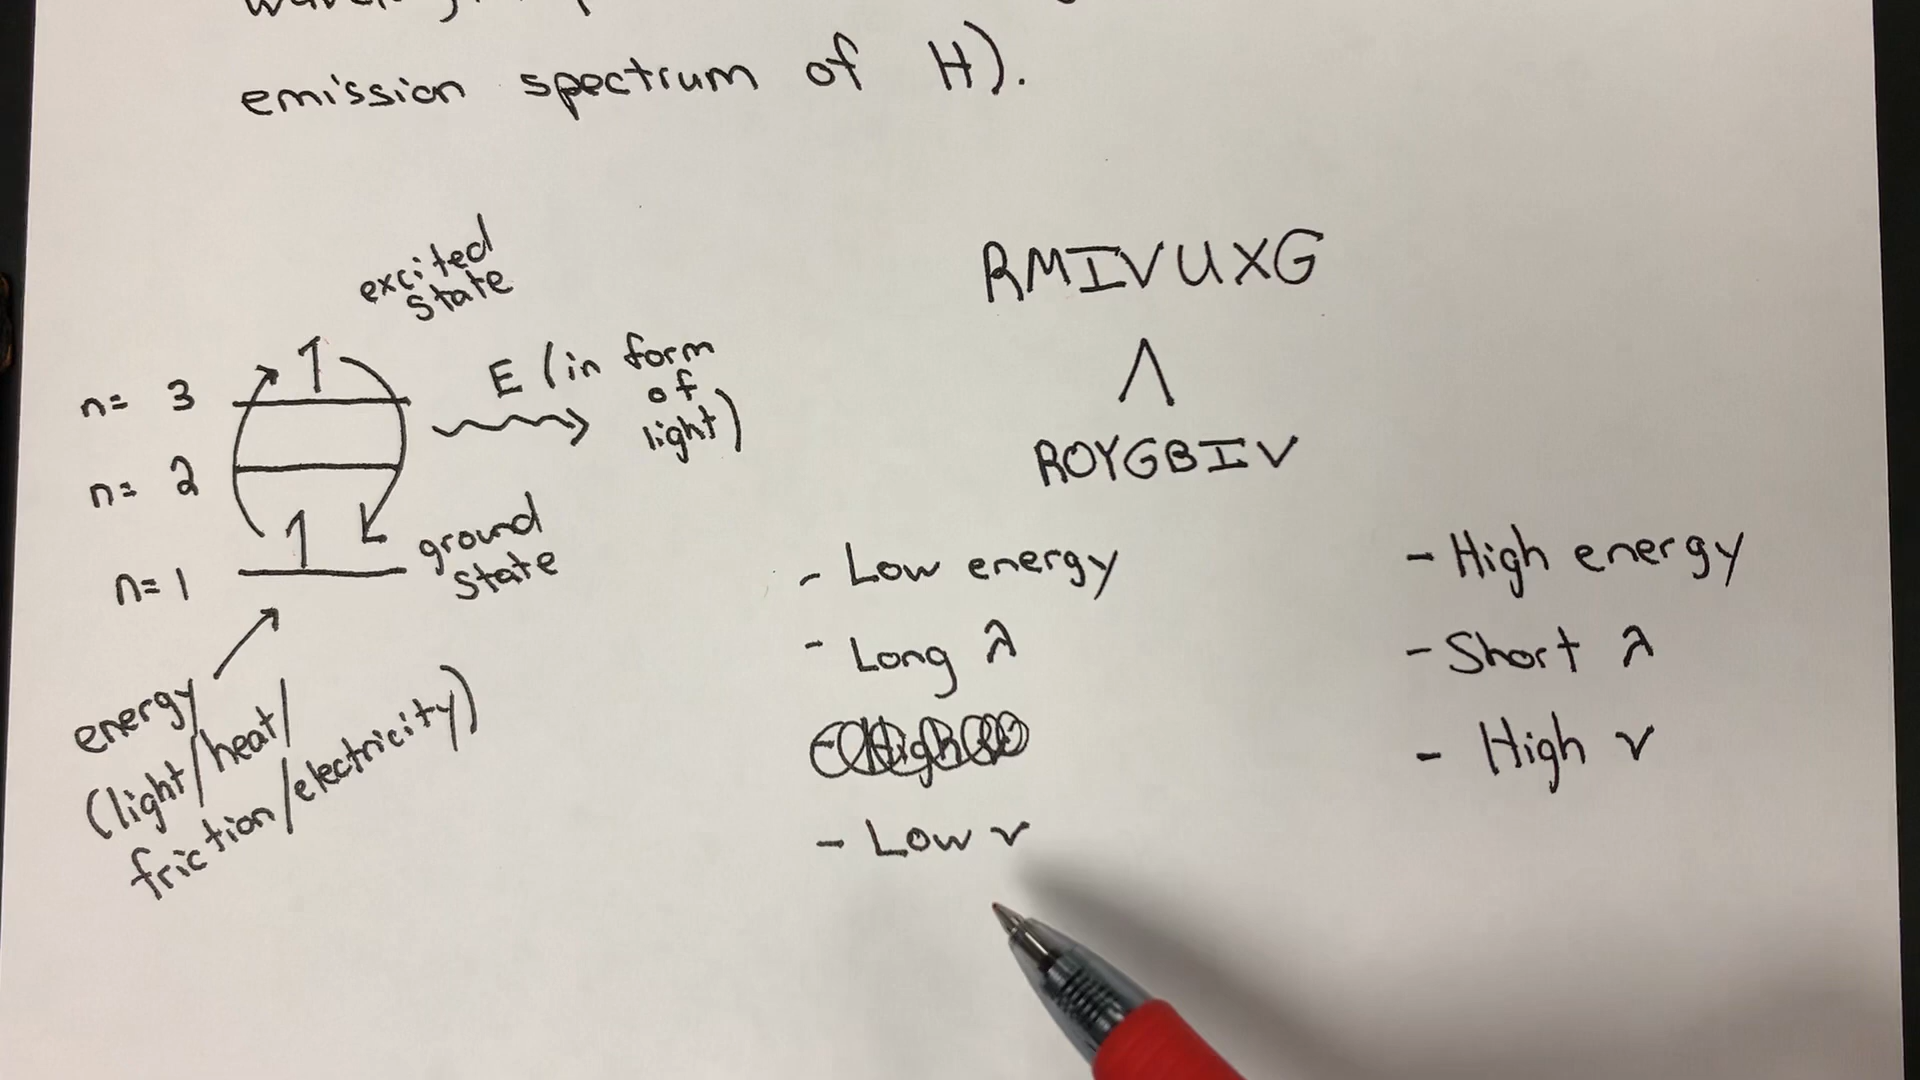 emission spectrum of H).
excited
state
n= 3
E (in form
of
light)
n= 2
ground
state
n= 1
energy
(light/heat/
friction/electricity)
RMIVUXG
ROYGBIV
- Low energy
- Long λ
- Low ν
- High energy
- Short λ
- High ν